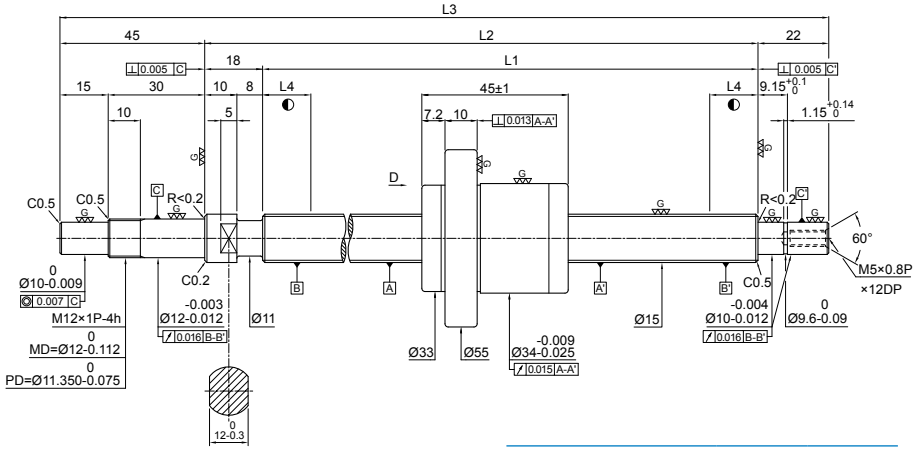 L3
45 L2 22
⊥ 0.005 C 18 L1 ⊥ 0.005 C'
15 30 10 8 L4 45±1 L4 9.15 +0.1 0
10 5 7.2 10 ⊥ 0.013 A-A' 1.15 +0.14 0
G G G
D G
C0.5 C0.5 C R<0.2 G R<0.2 C'
G G G G G
60°
C0.2 B A A' B' C0.5 M5×0.8P
×12DP
0
Ø10-0.009
◎ 0.007 C
M12×1P-4h
0
MD=Ø12-0.112
0
PD=Ø11.350-0.075
-0.003
Ø12-0.012
↗ 0.016 B-B'
Ø11
Ø33
Ø55
-0.009
Ø34-0.025
↗ 0.015 A-A'
Ø15
-0.004
Ø10-0.012
↗ 0.016 B-B'
0
Ø9.6-0.09
0
12-0.3